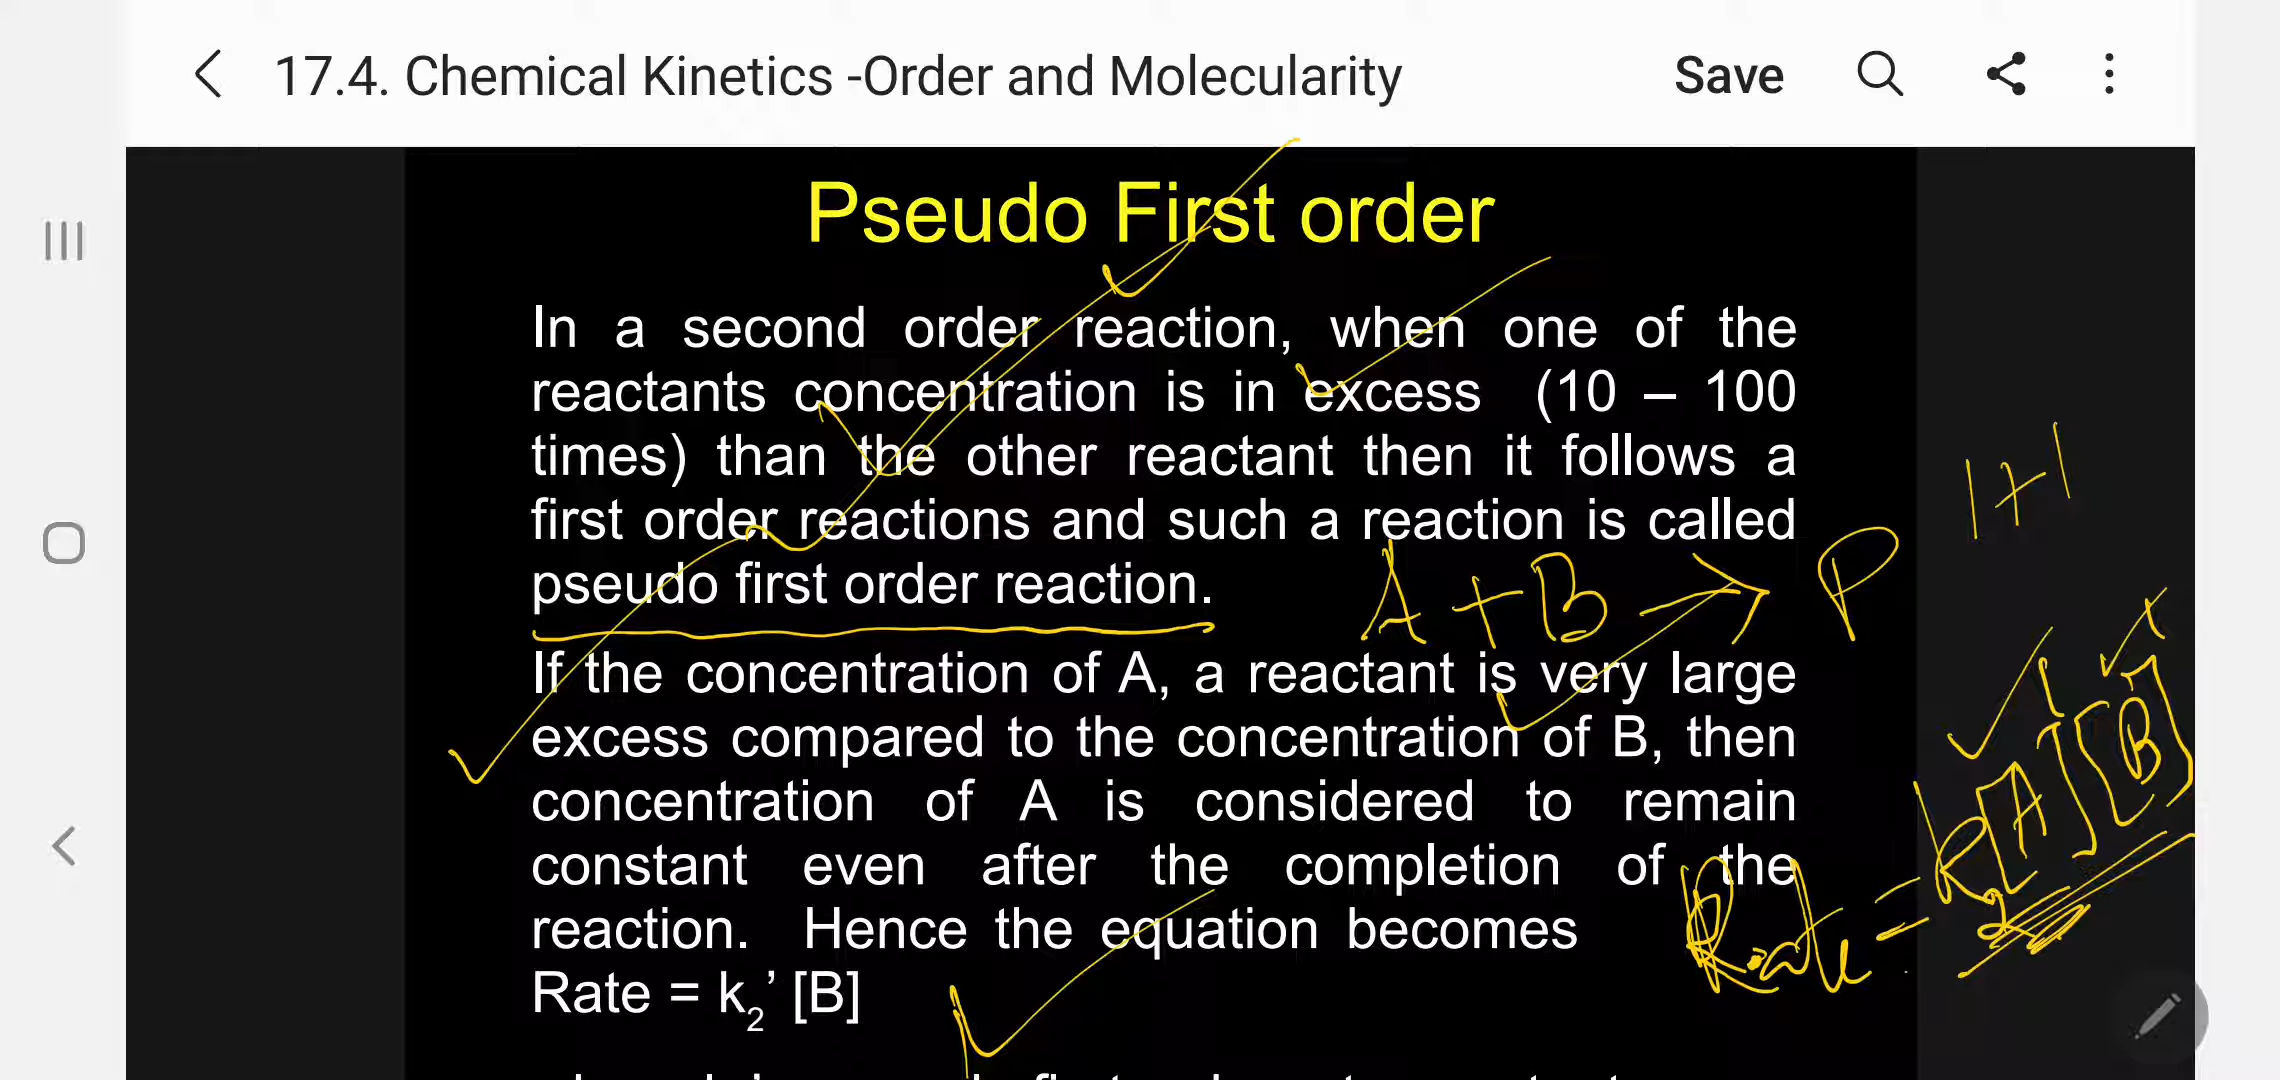 17.4. Chemical Kinetics -Order and Molecularity
Save
Pseudo First order
In a second order reaction, when one of the
reactants concentration is in excess (10 – 100
times) than the other reactant then it follows a
first order reactions and such a reaction is called
pseudo first order reaction.
1+1
A + B → P
If the concentration of A, a reactant is very large
excess compared to the concentration of B, then
concentration of A is considered to remain
constant even after the completion of the
reaction. Hence the equation becomes
Rate = k₂[A]¹[B]¹
Rate = k₂’ [B]